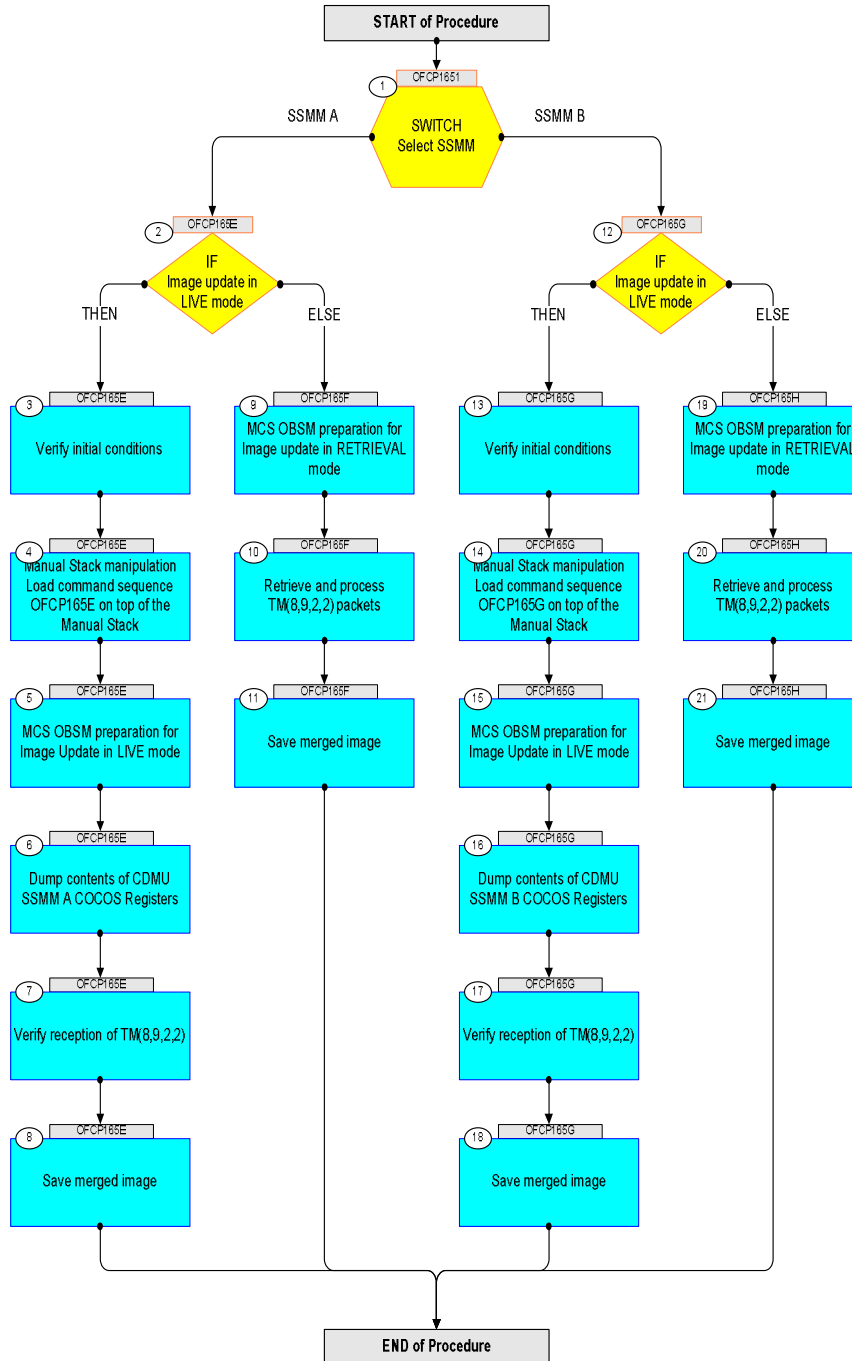 START of Procedure
OFCP1651
1
SWITCH
Select SSMM
SSMM A
SSMM B
OFCP165E
2
IF
Image update in
LIVE mode
THEN
ELSE
OFCP165G
12
IF
Image update in
LIVE mode
THEN
ELSE
OFCP165E
3
Verify initial conditions
OFCP165F
9
MCS OBSM preparation for
Image update in RETRIEVAL
mode
OFCP165G
13
Verify initial conditions
OFCP165H
19
MCS OBSM preparation for
Image update in RETRIEVAL
mode
OFCP165E
4
Manual Stack manipulation
Load command sequence
OFCP165E on top of the
Manual Stack
OFCP165F
10
Retrieve and process
TM(8,9,2,2) packets
OFCP165G
14
Manual Stack manipulation
Load command sequence
OFCP165G on top of the
Manual Stack
OFCP165H
20
Retrieve and process
TM(8,9,2,2) packets
OFCP165E
5
MCS OBSM preparation for
Image Update in LIVE mode
OFCP165F
11
Save merged image
OFCP165G
15
MCS OBSM preparation for
Image Update in LIVE mode
OFCP165H
21
Save merged image
OFCP165E
6
Dump contents of CDMU
SSMM A COCOS Registers
OFCP165G
16
Dump contents of CDMU
SSMM B COCOS Registers
OFCP165E
7
Verify reception of TM(8,9,2,2)
OFCP165G
17
Verify reception of TM(8,9,2,2)
OFCP165E
8
Save merged image
OFCP165G
18
Save merged image
END of Procedure